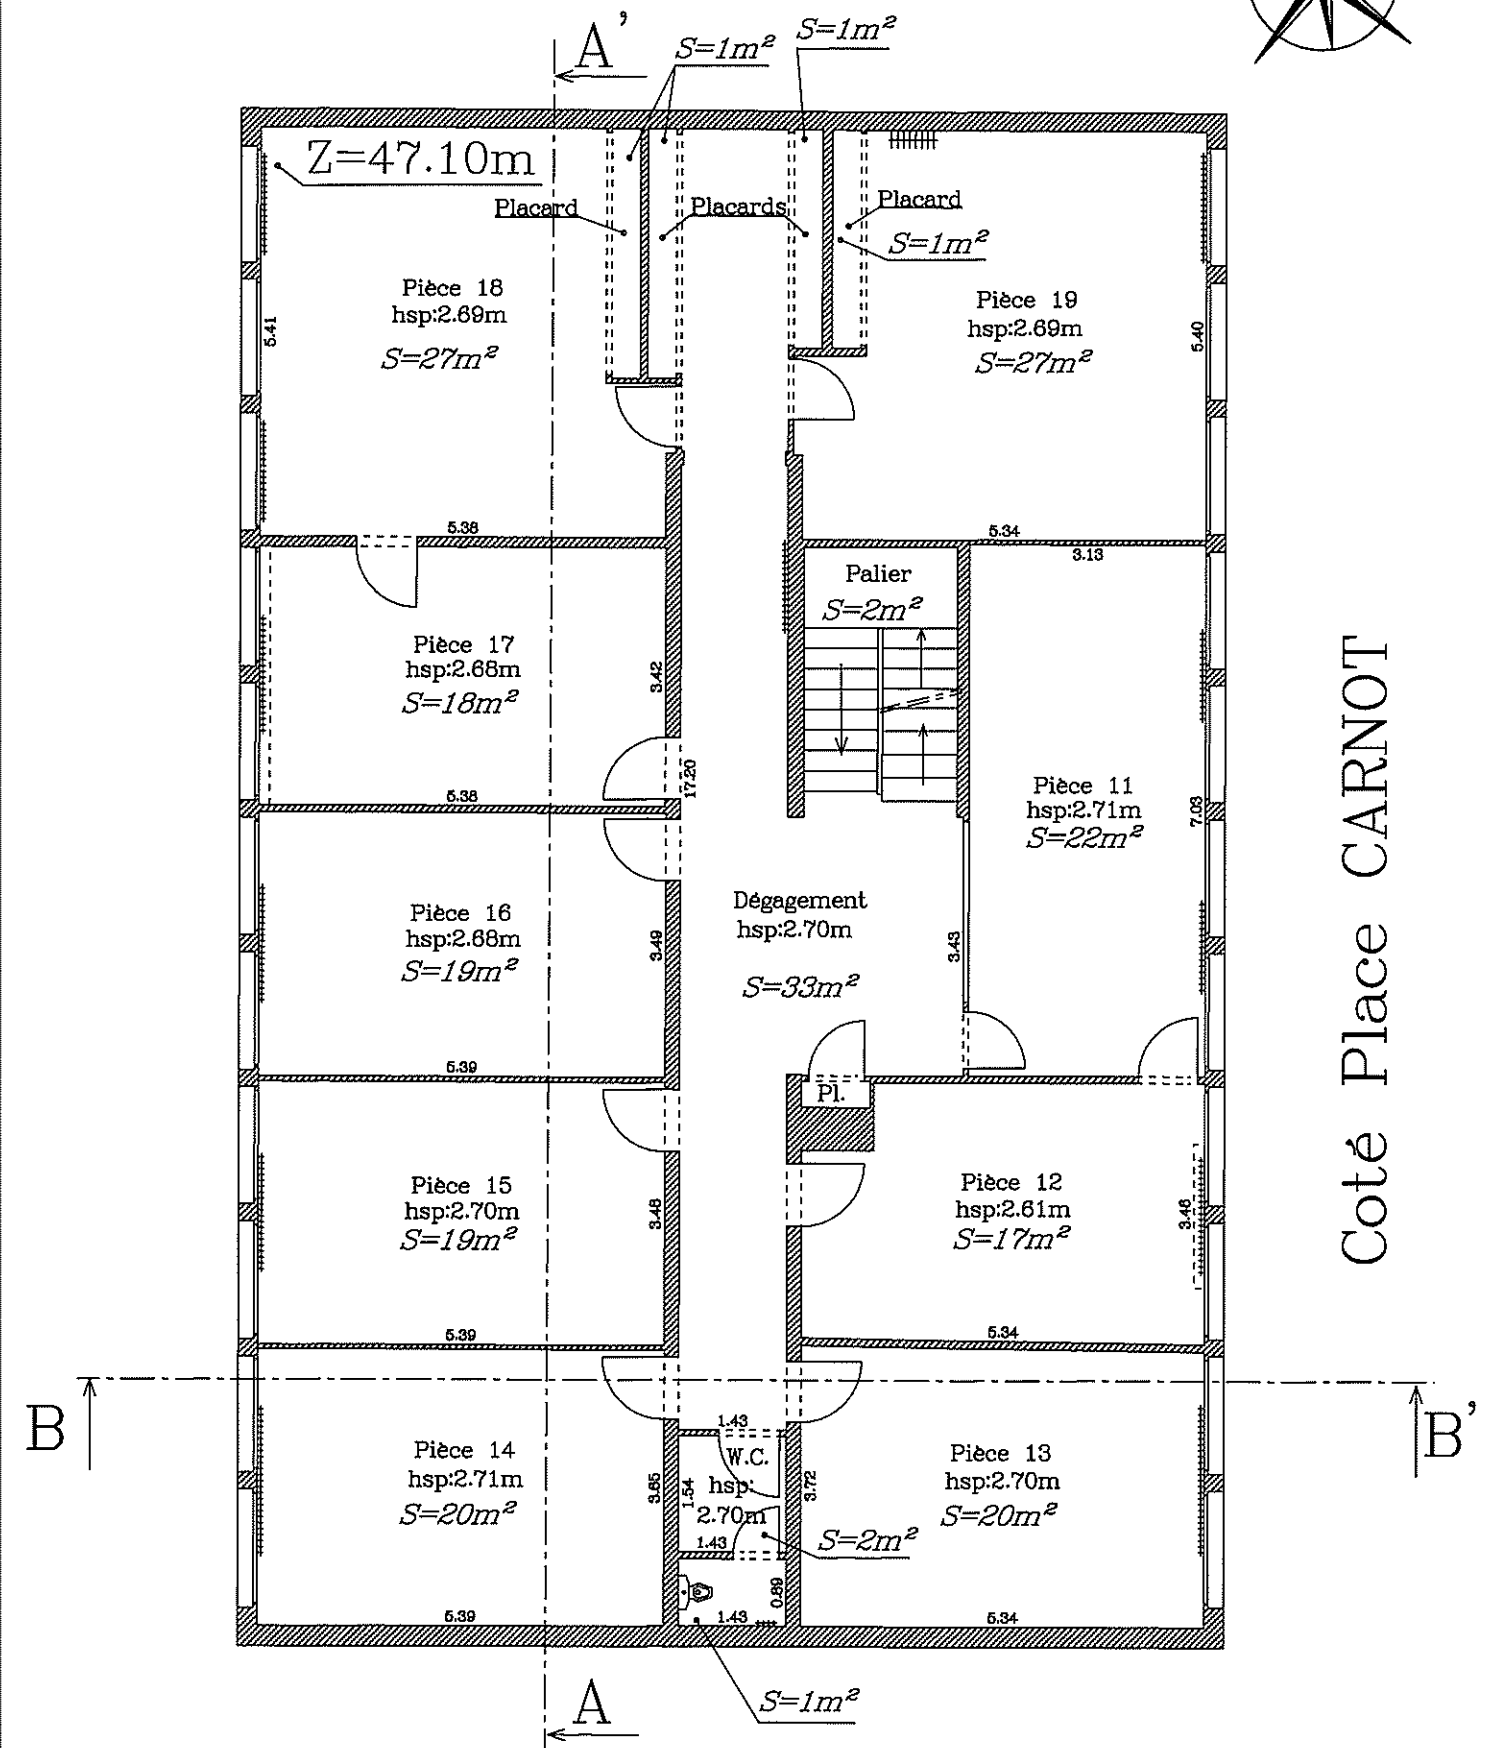 A'
S=1m²
S=1m²
Z=47.10m
Placard
Placards
Placard
S=1m²
Pièce 18
hsp:2.69m
S=27m²
5.41
5.38
Pièce 19
hsp:2.69m
S=27m²
5.40
5.34
3.13
Palier
S=2m²
Pièce 17
hsp:2.68m
S=18m²
3.42
5.38
17.20
Pièce 11
hsp:2.71m
S=22m²
7.03
Pièce 16
hsp:2.68m
S=19m²
3.49
5.39
Dégagement
hsp:2.70m
S=33m²
3.43
Pl.
Pièce 15
hsp:2.70m
S=19m²
3.48
5.39
Pièce 12
hsp:2.61m
S=17m²
3.46
5.34
Coté Place CARNOT
B
B'
Pièce 14
hsp:2.71m
S=20m²
3.65
5.39
1.43
W.C.
hsp:
2.70m
1.54
1.43
S=2m²
0.89
1.43
Pièce 13
hsp:2.70m
S=20m²
3.72
5.34
S=1m²
A